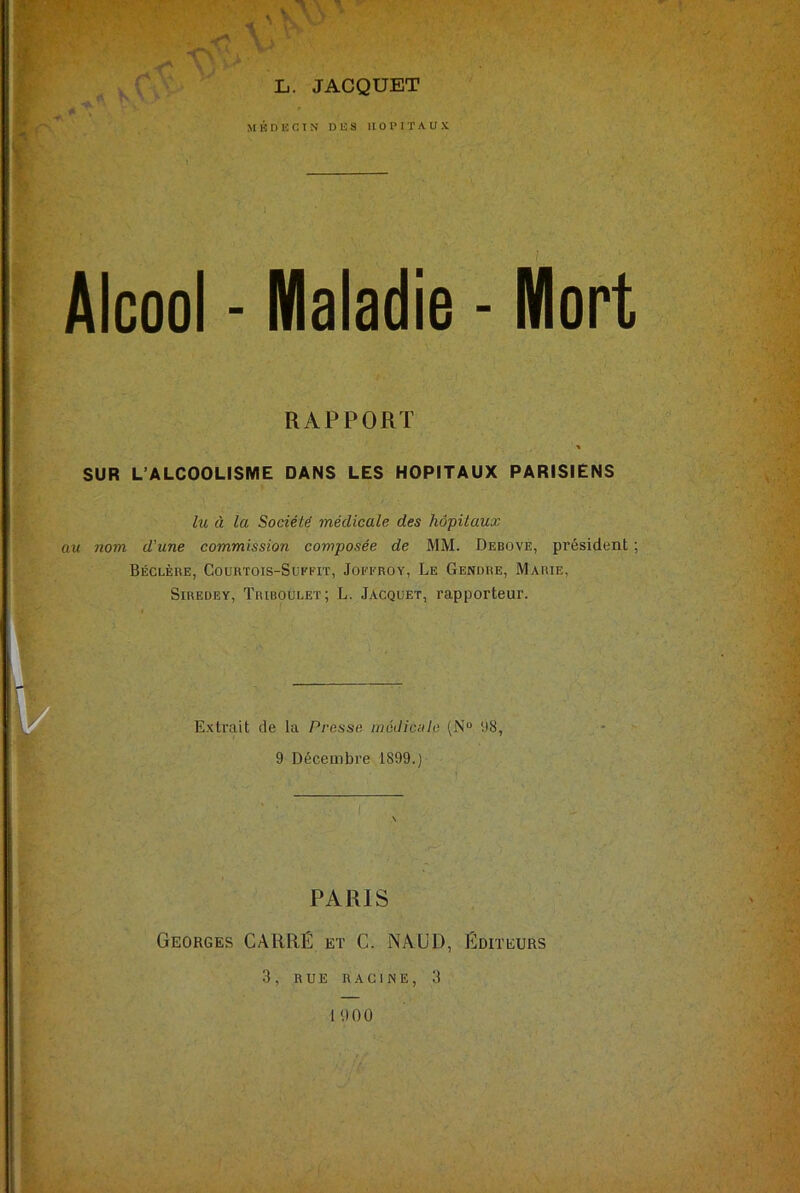 L. JACQUET
MÉDECIN DES HOPITAUX
Alcool - Maladie - Mort
RAPPORT
SUR L'ALCOOLISME DANS LES HOPITAUX PARISIENS
lu à la Société médicale des hôpitaux
au nom d'une commission composée de MM. DEBOVE, président ;
BÉCLÈRE, COURTOIS-SUFFIT, JOFFROY, LE GENDRE, MARIE,
SIREDEY, TRIBOULET ; L. JACQUET, rapporteur.
Extrait de la Presse médicale (N° 98,
9 Décembre 1899.)
PARIS
GEORGES CARRÉ ET C. NAUD, ÉDITEURS
3, RUE RACINE, 3
1900